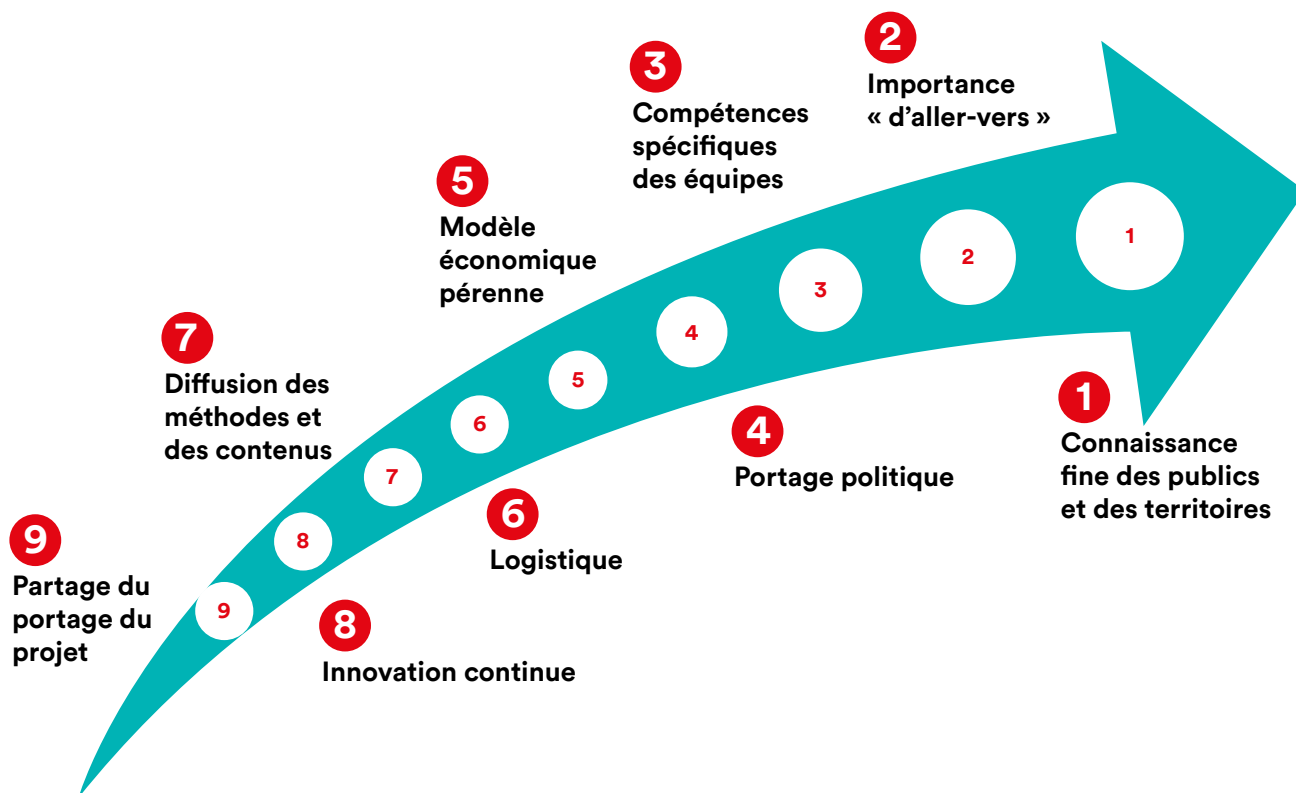 2
Importance
« d'aller-vers »
3
Compétences
spécifiques
des équipes
5
Modèle
économique
pérenne
7
Diffusion des
méthodes et
des contenus
9
Partage du
portage du
projet
1
2
3
4
5
6
7
8
9
1
Connaissance
fine des publics
et des territoires
4
Portage politique
6
Logistique
8
Innovation continue